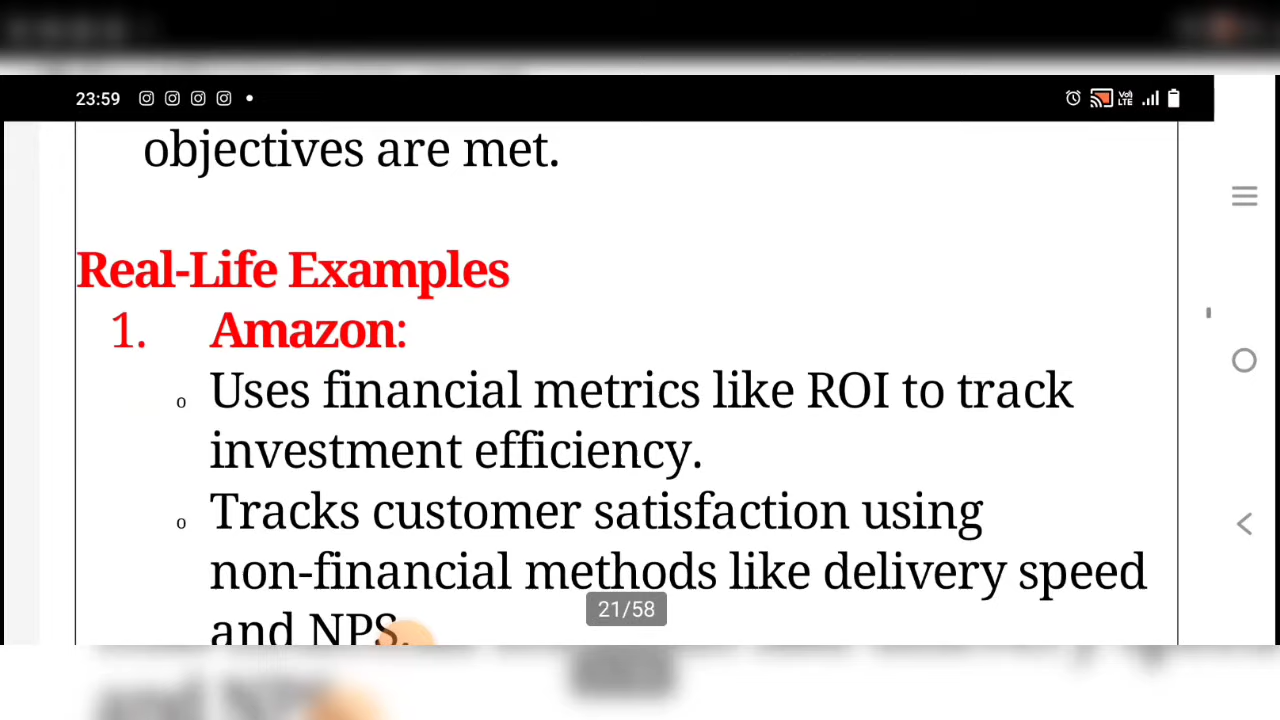 23:59
objectives are met.
Real-Life Examples
1. Amazon:
o Uses financial metrics like ROI to track
investment efficiency.
o Tracks customer satisfaction using
non-financial methods like delivery speed
21/58
and NPS.